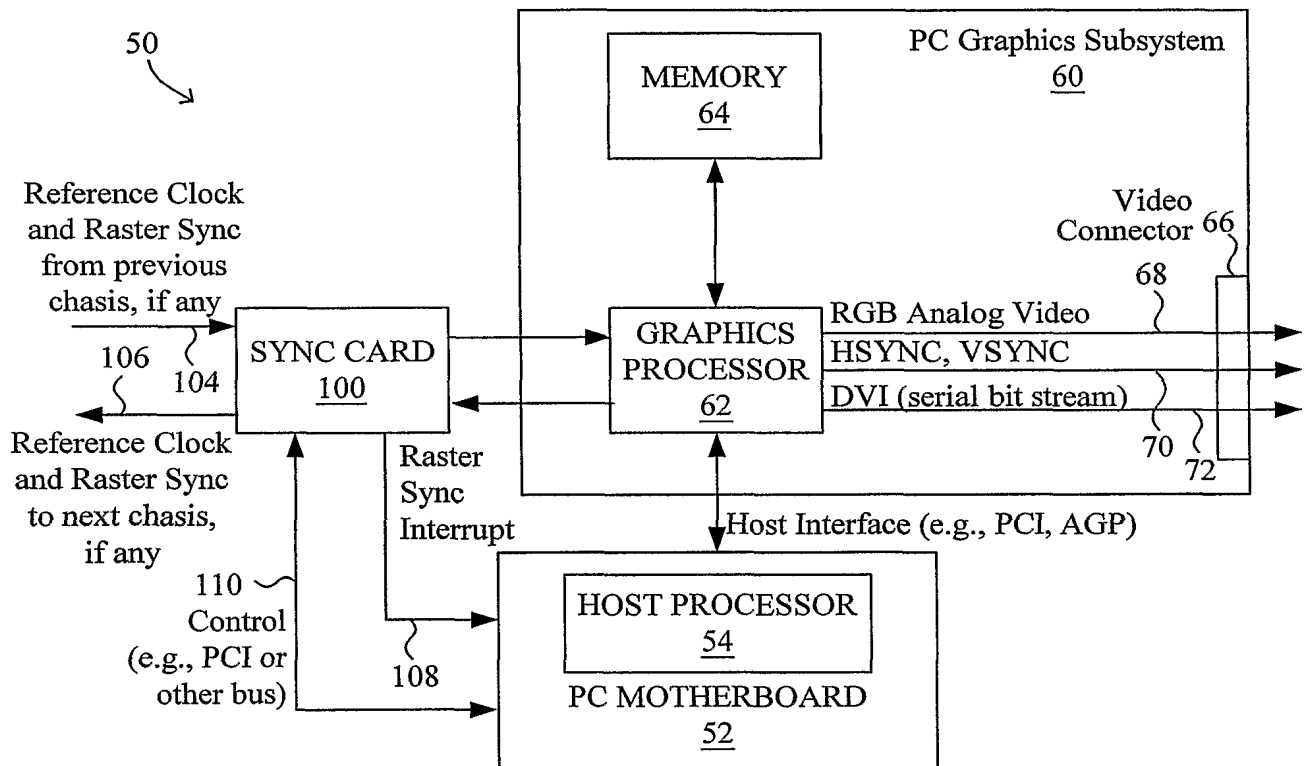 50
PC Graphics Subsystem
60
MEMORY
64
Reference Clock
and Raster Sync
from previous
chasis, if any
104
106
SYNC CARD
100
Reference Clock
and Raster Sync
to next chasis,
if any
GRAPHICS
PROCESSOR
62
Video
Connector
66
68
RGB Analog Video
HSYNC, VSYNC
DVI (serial bit stream)
70
72
Raster
Sync
Interrupt
Host Interface (e.g., PCI, AGP)
110
Control
(e.g., PCI or
other bus)
108
HOST PROCESSOR
54
PC MOTHERBOARD
52